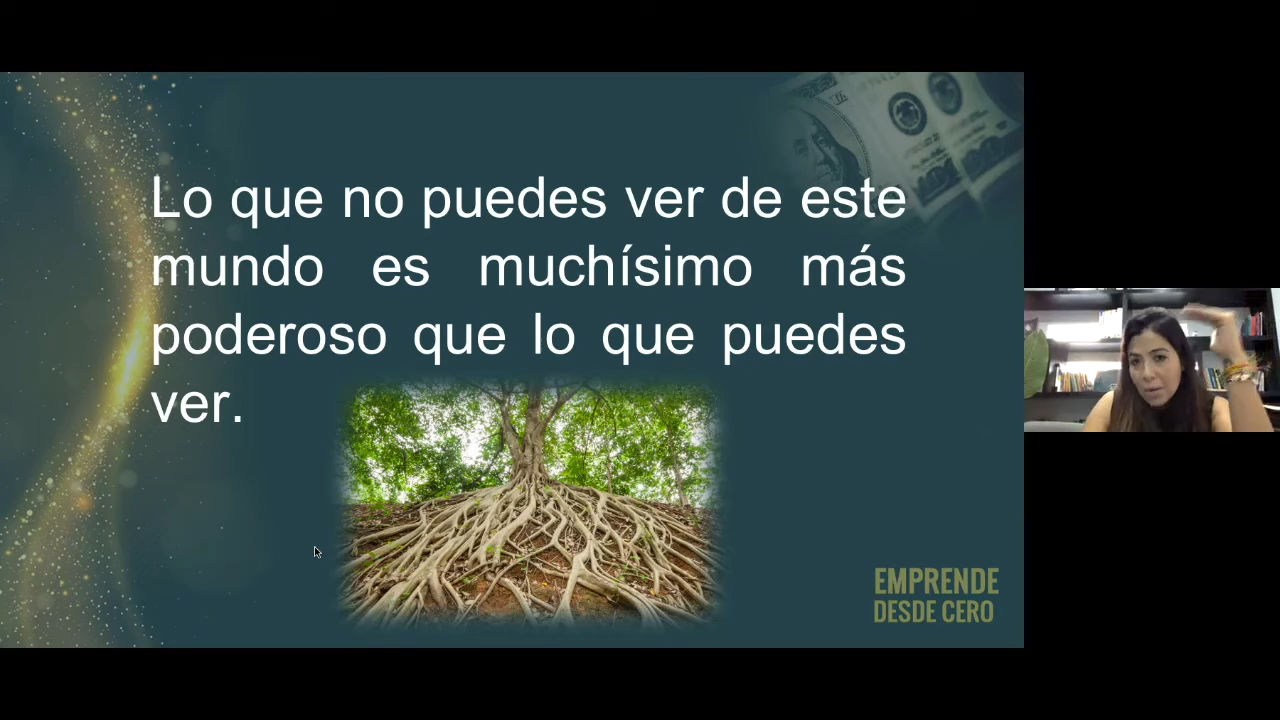 Lo que no puedes ver de este
mundo es muchísimo más
poderoso que lo que puedes
ver.
EMPRENDE
DESDE CERO